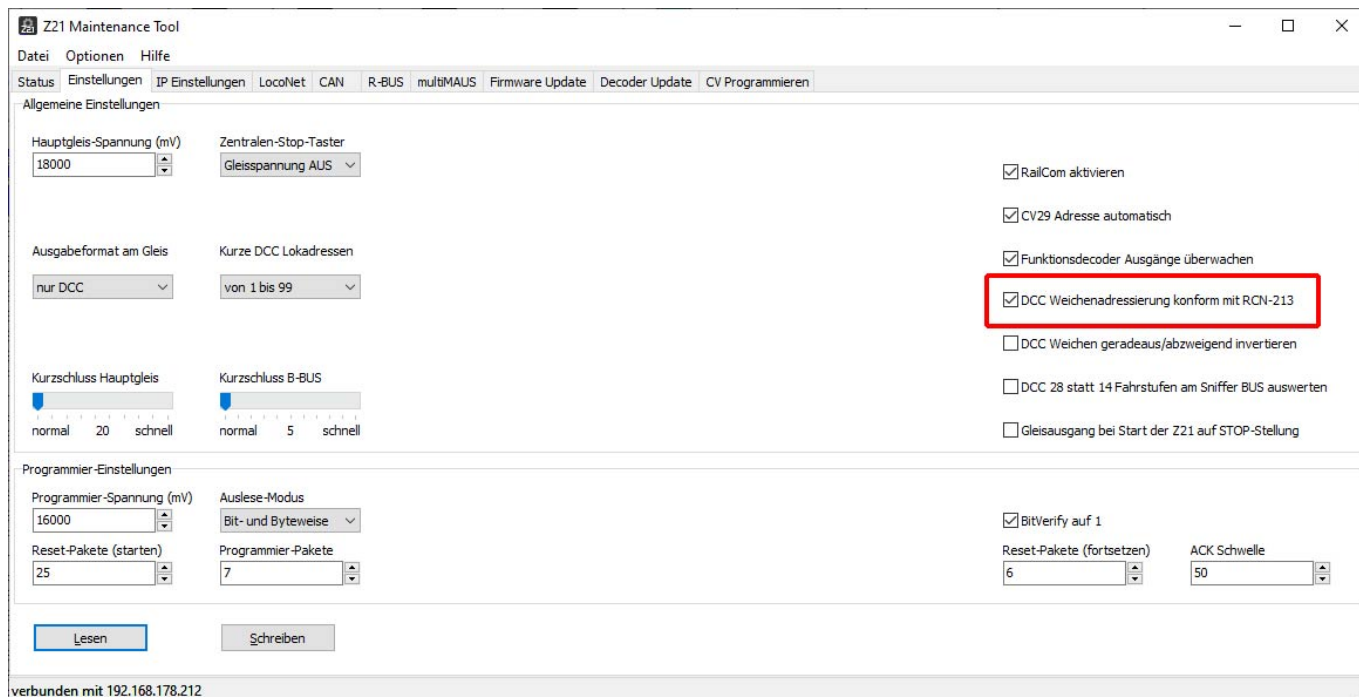 Z21 Maintenance Tool
Datei Optionen Hilfe
Status Einstellungen IP Einstellungen LocoNet CAN R-BUS multiMAUS Firmware Update Decoder Update CV Programmieren
Allgemeine Einstellungen
Hauptgleis-Spannung (mV) Zentralen-Stop-Taster
18000 Gleisspannung AUS
RailCom aktivieren
CV29 Adresse automatisch
Ausgabeformat am Gleis Kurze DCC Lokadressen
Funktionsdecoder Ausgänge überwachen
nur DCC von 1 bis 99
DCC Weichenadressierung konform mit RCN-213
DCC Weichen geradeaus/abzweigend invertieren
Kurzschluss Hauptgleis Kurzschluss B-BUS
DCC 28 statt 14 Fahrstufen am Sniffer BUS auswerten
normal 20 schnell normal 5 schnell
Gleisausgang bei Start der Z21 auf STOP-Stellung
Programmier-Einstellungen
Programmier-Spannung (mV) Auslese-Modus
16000 Bit- und Byteweise BitVerify auf 1
Reset-Pakete (starten) Programmier-Pakete Reset-Pakete (fortsetzen) ACK Schwelle
25 7 6 50
Lesen Schreiben
verbunden mit 192.168.178.212